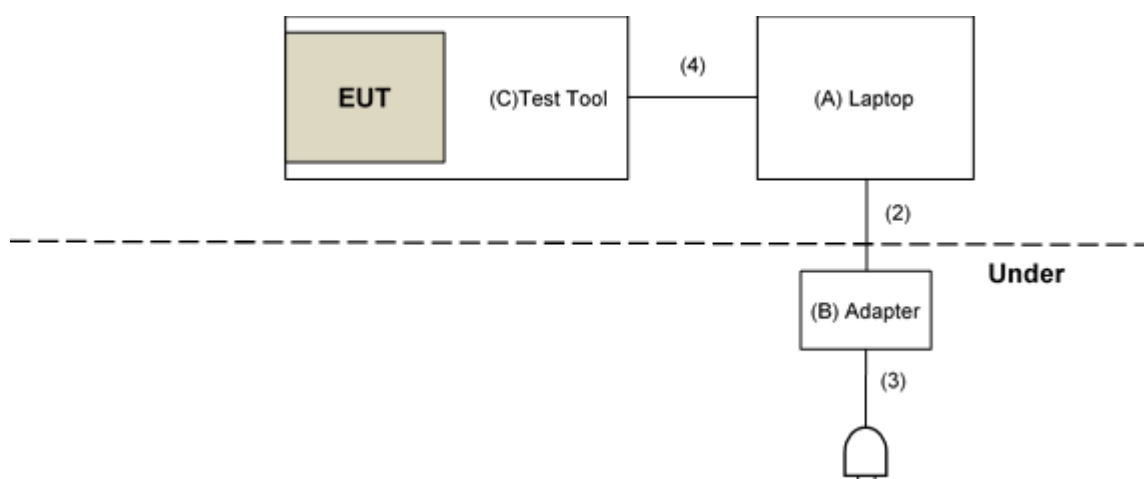 EUT
(C)Test Tool
(4)
(A) Laptop
(2)
Under
(B) Adapter
(3)